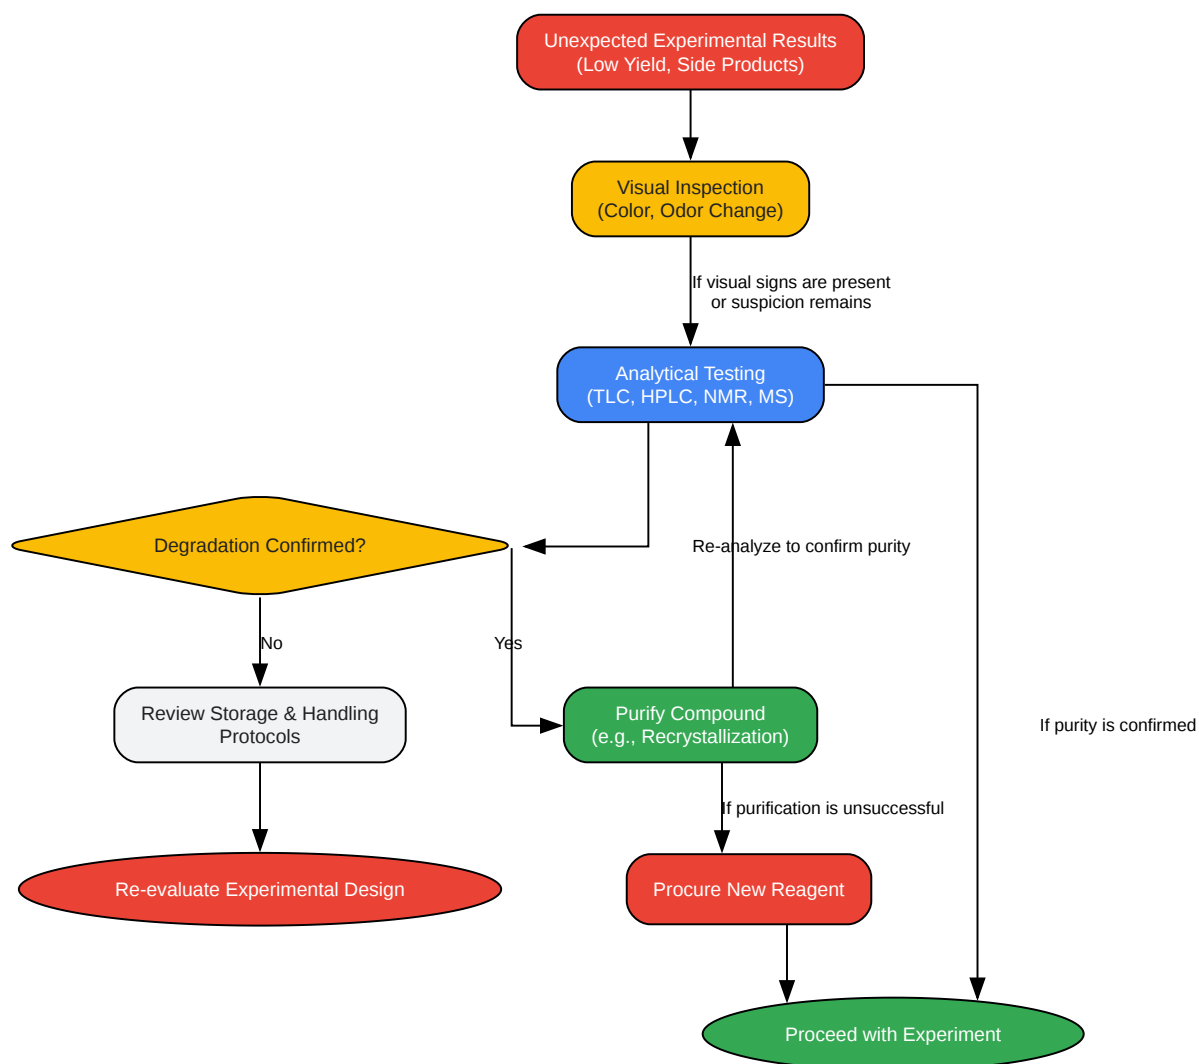 Unexpected Experimental Results
(Low Yield, Side Products)
Visual Inspection
(Color, Odor Change)
If visual signs are present
or suspicion remains
Analytical Testing
(TLC, HPLC, NMR, MS)
Degradation Confirmed?
Re-analyze to confirm purity
No
Yes
Review Storage & Handling
Protocols
Purify Compound
(e.g., Recrystallization)
If purity is confirmed
If purification is unsuccessful
Re-evaluate Experimental Design
Procure New Reagent
Proceed with Experiment